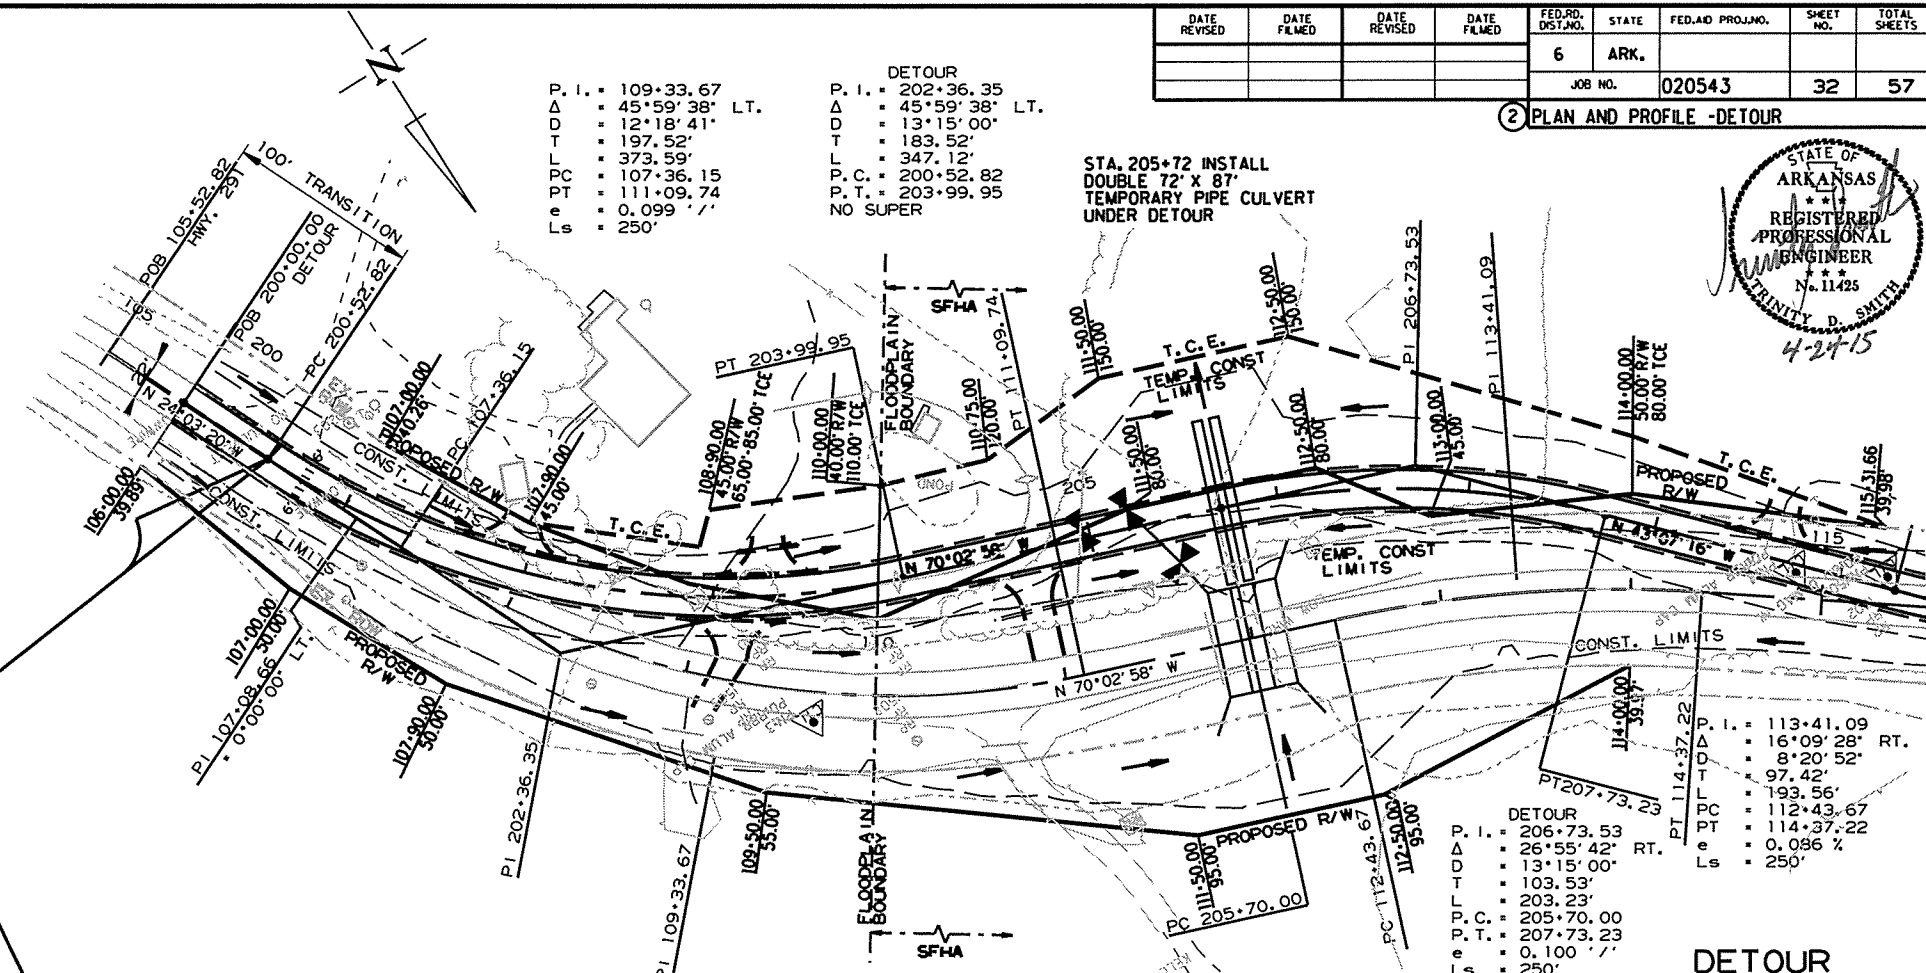 DATE REVISED
DATE FILMED
DATE REVISED
DATE FILMED
FED.RD. DIST.NO.
STATE
FED.AID PROJ.NO.
SHEET NO.
TOTAL SHEETS
6
ARK.
JOB NO.
020543
32
57
2 PLAN AND PROFILE -DETOUR
N
P. I. = 109+33.67
Δ = 45°59'38" LT.
D = 12°18'41"
T = 197.52'
L = 373.59'
PC = 107+36.15
PT = 111+09.74
e = 0.099 '/'
Ls = 250'
DETOUR
P. I. = 202+36.35
Δ = 45°59'38" LT.
D = 13°15'00"
T = 183.52'
L = 347.12'
P.C. = 200+52.82
P.T. = 203+99.95
NO SUPER
STA. 205+72 INSTALL
DOUBLE 72" X 87'
TEMPORARY PIPE CULVERT
UNDER DETOUR
STATE OF
ARKANSAS
★ ★ ★
REGISTERED
PROFESSIONAL
ENGINEER
★ ★ ★
No. 11425
TRINITY D. SMITH
4-24-15
100' TRANSITION
POB 105+52.82
HWY. 291
POB 200+00.00
DETOUR
PC 200+52.82
105
200
N 24°03'20" W
106+00.00
39.89'
107+00.00
40.26'
PC 107+36.15
PROPOSED R/W
CONST. LIMITS
CONST. LIMITS
107+90.00
45.00'
T.C.E.
108+90.00
45.00' R/W
65.00'-85.00' TCE
PT 203+99.95
110+00.00
40.00' R/W
110.00' TCE
FLOODPLAIN
BOUNDARY
SFHA
110+75.00
120.00'
PT 111+09.74
POND
205
111+50.00
150.00'
T.C.E.
TEMP. CONST
LIMITS
112+50.00
150.00'
111+50.00
80.00'
112+50.00
80.00'
PI 206+73.53
113+00.00
45.00'
PI 113+41.09
114+00.00
50.00' R/W
80.00' TCE
PROPOSED
R/W
T.C.E.
115+31.66
39.98'
115
N 43°07'16" W
N 70°02'58" W
TEMP. CONST
LIMITS
N 70°02'58" W
CONST. LIMITS
107+00.00
50.00'
PI 107+08.66
0°00'00" LT.
PROPOSED
R/W
107+90.00
50.00'
PI 202+36.35
PI 109+33.67
109+50.00
55.00'
FLOODPLAIN
BOUNDARY
SFHA
111+50.00
95.00'
PC 205+70.00
PROPOSED R/W
PC 112+43.67
112+50.00
95.00'
PT 207+73.23
114+00.00
39.97'
PT 114+37.22
P. I. = 113+41.09
Δ = 16°09'28" RT.
D = 8°20'52"
T = 97.42'
L = 193.56'
PC = 112+43.67
PT = 114+37.22
e = 0.086 %
Ls = 250'
DETOUR
P. I. = 206+73.53
Δ = 26°55'42" RT.
D = 13°15'00"
T = 103.53'
L = 203.23'
P.C. = 205+70.00
P.T. = 207+73.23
e = 0.100 '/'
Ls = 250'
DETOUR